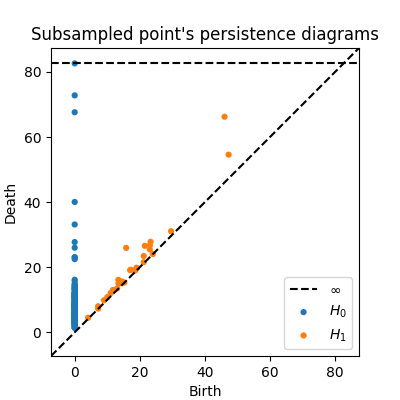 Subsampled point's persistence diagrams
Death
80
60
40
20
0
0 20 40 60 80
Birth
∞
H₀
H₁